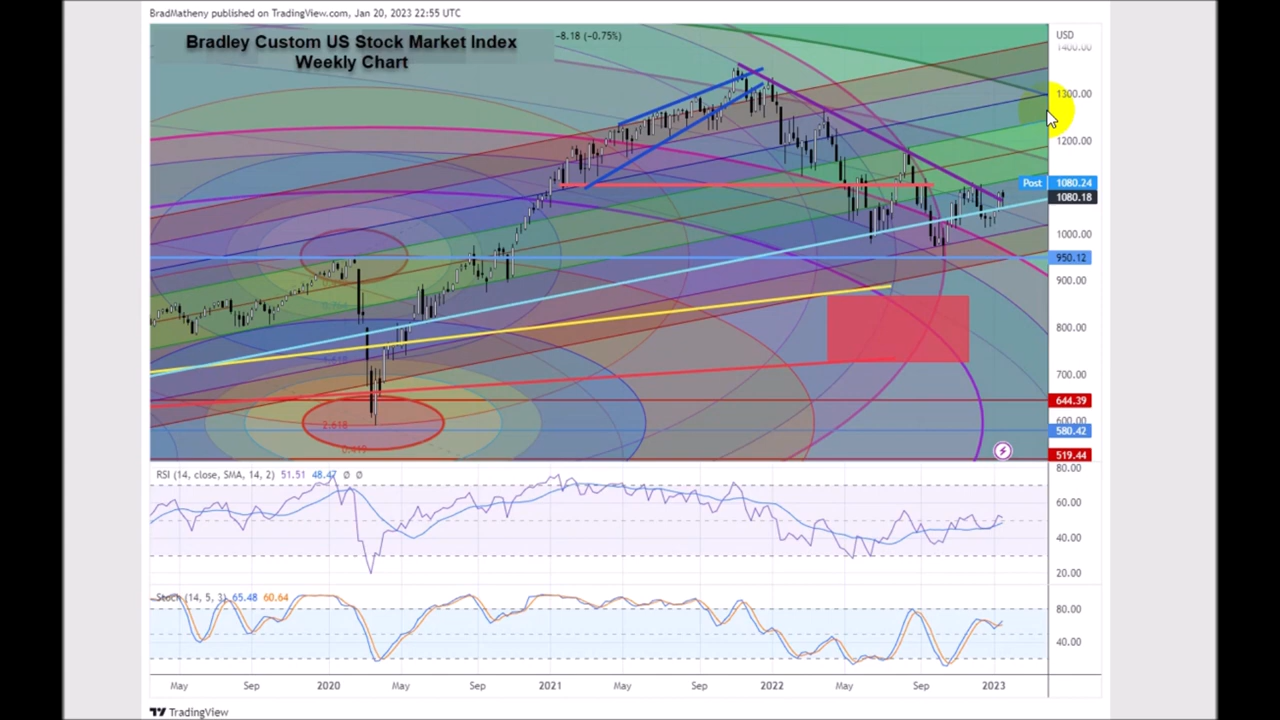 BradMatheny published on TradingView.com, Jan 20, 2023 22:55 UTC
Bradley Custom US Stock Market Index
Weekly Chart
-8.18 (-0.75%)
USD
1400.00
1300.00
1200.00
Post 1080.24
1080.18
1000.00
950.12
900.00
800.00
700.00
644.39
600.00
580.42
519.44
2.618
RSI (14, close, SMA, 14, 2) 51.51 48.47 Ø Ø
80.00
60.00
40.00
20.00
Stoch (14, 5, 3) 65.48 60.64
80.00
40.00
May Sep 2020 May Sep 2021 May Sep 2022 May Sep 2023
TradingView